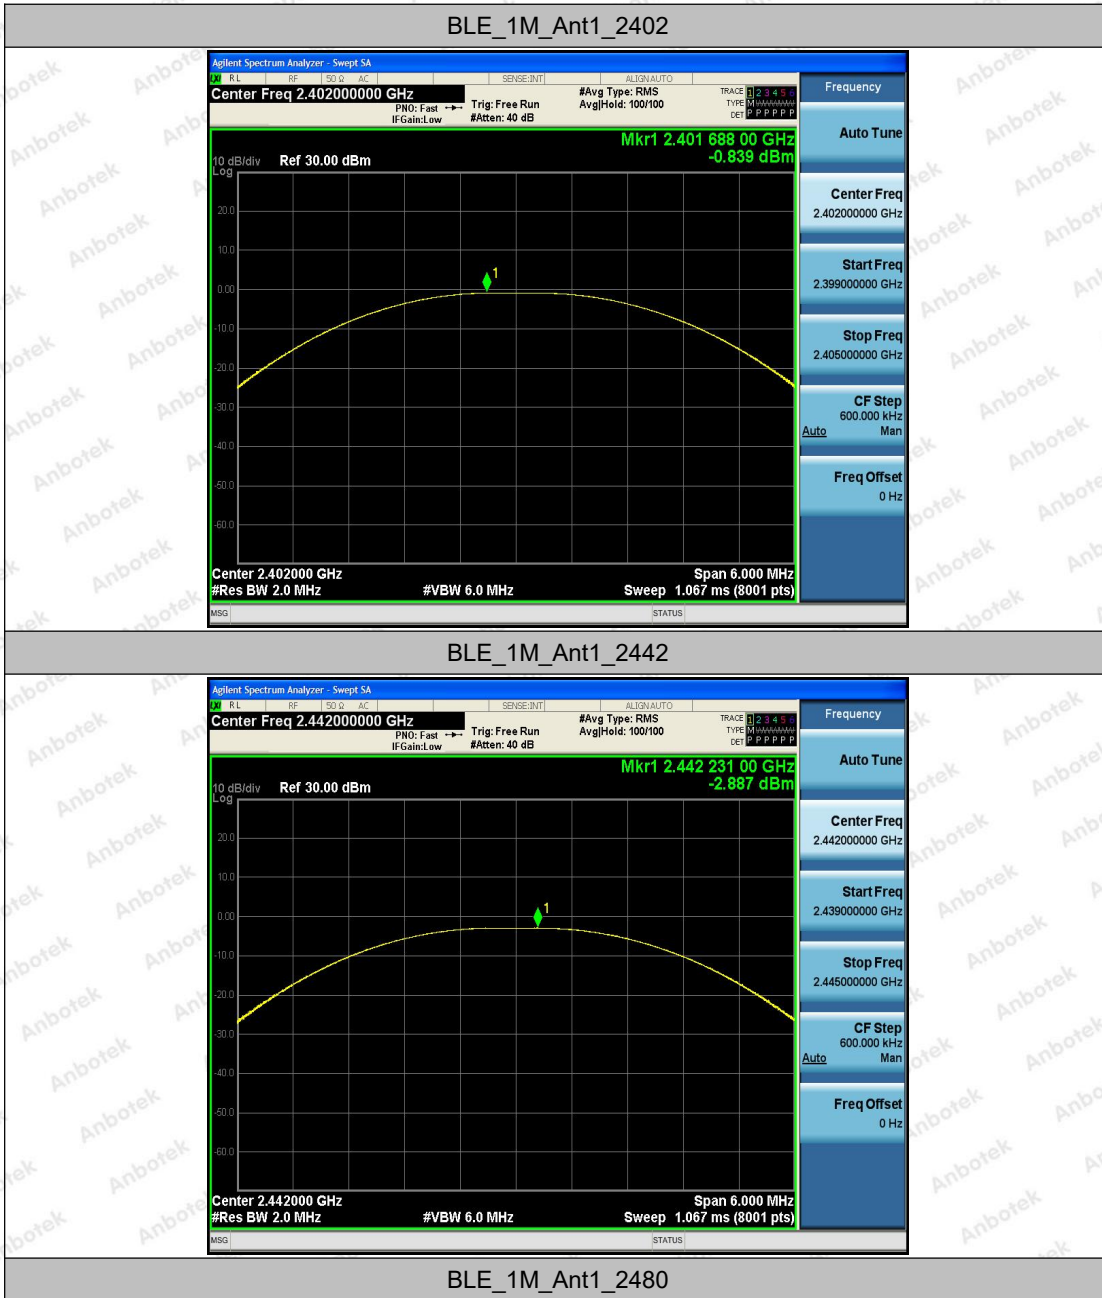 BLE_1M_Ant1_2402
Agilent Spectrum Analyzer - Swept SA
LXI RL RF 50 Ω AC SENSE:INT ALIGNAUTO
Center Freq 2.402000000 GHz
PNO: Fast
IFGain:Low
Trig: Free Run
#Atten: 40 dB
#Avg Type: RMS
Avg|Hold: 100/100
TRACE 1 2 3 4 5 6
TYPE M WWWWW
DET P P P P P P
Mkr1 2.401 688 00 GHz
-0.839 dBm
10 dB/div Ref 30.00 dBm
Log
20.0
10.0
0.00
-10.0
-20.0
-30.0
-40.0
-50.0
-60.0
1
Center 2.402000 GHz Span 6.000 MHz
#Res BW 2.0 MHz #VBW 6.0 MHz Sweep 1.067 ms (8001 pts)
MSG STATUS
Frequency
Auto Tune
Center Freq
2.402000000 GHz
Start Freq
2.399000000 GHz
Stop Freq
2.405000000 GHz
CF Step
600.000 kHz
Auto Man
Freq Offset
0 Hz
BLE_1M_Ant1_2442
Agilent Spectrum Analyzer - Swept SA
LXI RL RF 50 Ω AC SENSE:INT ALIGNAUTO
Center Freq 2.442000000 GHz
PNO: Fast
IFGain:Low
Trig: Free Run
#Atten: 40 dB
#Avg Type: RMS
Avg|Hold: 100/100
TRACE 1 2 3 4 5 6
TYPE M WWWWW
DET P P P P P P
Mkr1 2.442 231 00 GHz
-2.887 dBm
10 dB/div Ref 30.00 dBm
Log
20.0
10.0
0.00
-10.0
-20.0
-30.0
-40.0
-50.0
-60.0
1
Center 2.442000 GHz Span 6.000 MHz
#Res BW 2.0 MHz #VBW 6.0 MHz Sweep 1.067 ms (8001 pts)
MSG STATUS
Frequency
Auto Tune
Center Freq
2.442000000 GHz
Start Freq
2.439000000 GHz
Stop Freq
2.445000000 GHz
CF Step
600.000 kHz
Auto Man
Freq Offset
0 Hz
BLE_1M_Ant1_2480
Anbotek